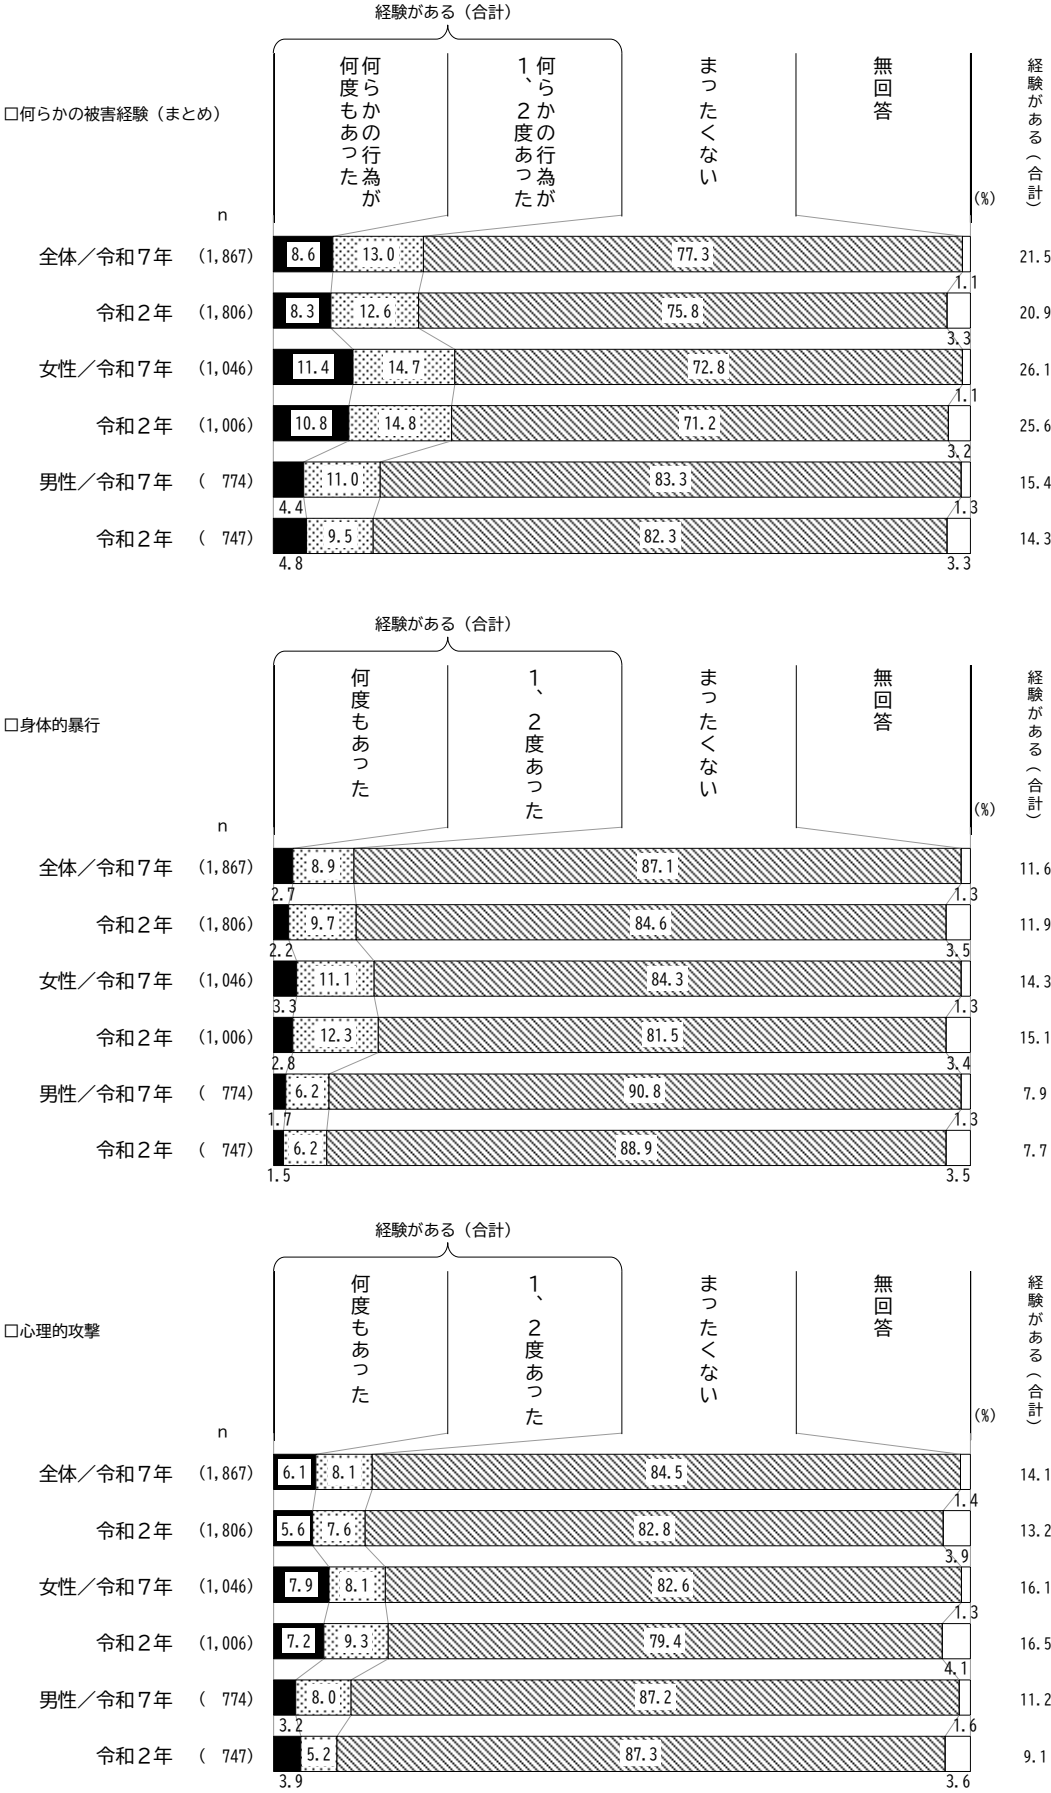 経験がある（合計）
□何らかの被害経験（まとめ）
何らかの行為が何度もあった
何らかの行為が１、２度あった
まったくない
無回答
経験がある（合計）
(%)
n
全体／令和７年 (1,867) 8.6 13.0 77.3 1.1 21.5
令和２年 (1,806) 8.3 12.6 75.8 3.3 20.9
女性／令和７年 (1,046) 11.4 14.7 72.8 1.1 26.1
令和２年 (1,006) 10.8 14.8 71.2 3.2 25.6
男性／令和７年 ( 774) 4.4 11.0 83.3 1.3 15.4
令和２年 ( 747) 4.8 9.5 82.3 3.3 14.3
経験がある（合計）
□身体的暴行
何度もあった
１、２度あった
まったくない
無回答
経験がある（合計）
(%)
n
全体／令和７年 (1,867) 2.7 8.9 87.1 1.3 11.6
令和２年 (1,806) 2.2 9.7 84.6 3.5 11.9
女性／令和７年 (1,046) 3.3 11.1 84.3 1.3 14.3
令和２年 (1,006) 2.8 12.3 81.5 3.4 15.1
男性／令和７年 ( 774) 1.7 6.2 90.8 1.3 7.9
令和２年 ( 747) 1.5 6.2 88.9 3.5 7.7
経験がある（合計）
□心理的攻撃
何度もあった
１、２度あった
まったくない
無回答
経験がある（合計）
(%)
n
全体／令和７年 (1,867) 6.1 8.1 84.5 1.4 14.1
令和２年 (1,806) 5.6 7.6 82.8 3.9 13.2
女性／令和７年 (1,046) 7.9 8.1 82.6 1.3 16.1
令和２年 (1,006) 7.2 9.3 79.4 4.1 16.5
男性／令和７年 ( 774) 3.2 8.0 87.2 1.6 11.2
令和２年 ( 747) 3.9 5.2 87.3 3.6 9.1